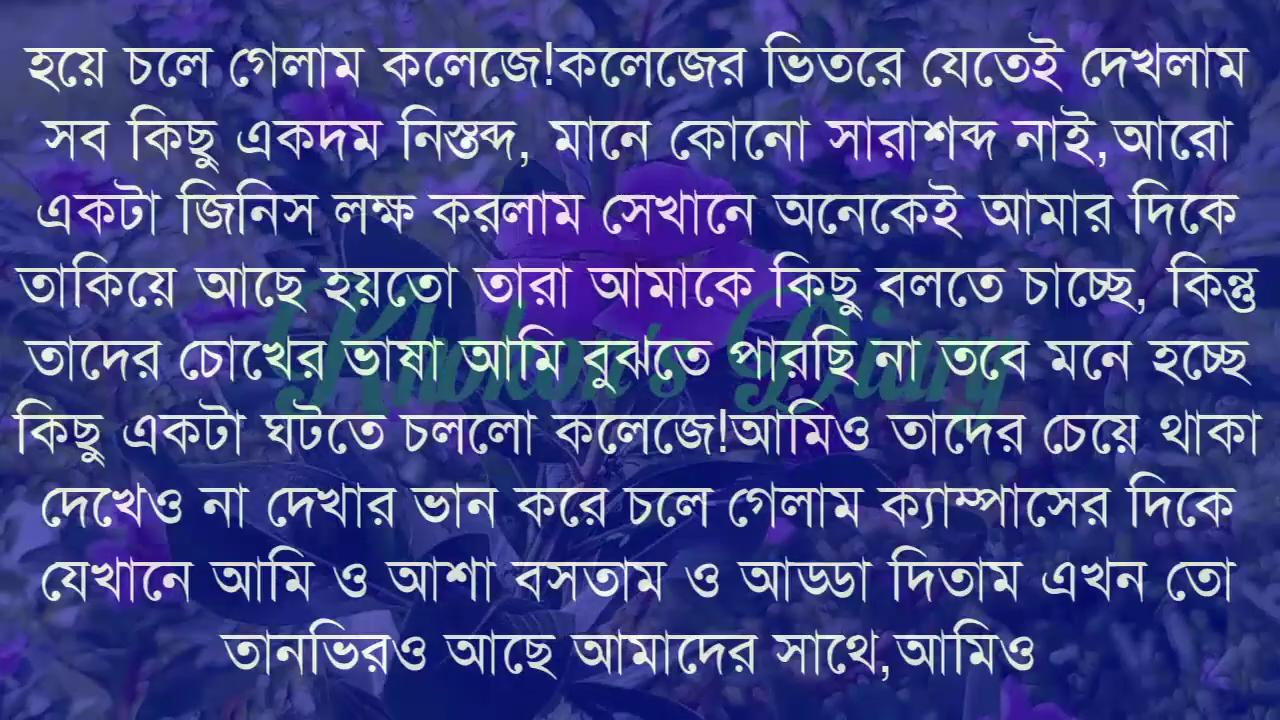 হয়ে চলে গেলাম কলেজে!কলেজের ভিতরে যেতেই দেখলাম
সব কিছু একদম নিস্তব্দ, মানে কোনো সারাশব্দ নাই,আরো
একটা জিনিস লক্ষ করলাম সেখানে অনেকেই আমার দিকে
তাকিয়ে আছে হয়তো তারা আমাকে কিছু বলতে চাচ্ছে, কিন্তু
তাদের চোখের ভাষা আমি বুঝতে পারছি না তবে মনে হচ্ছে
কিছু একটা ঘটতে চললো কলেজে!আমিও তাদের চেয়ে থাকা
দেখেও না দেখার ভান করে চলে গেলাম ক্যাম্পাসের দিকে
যেখানে আমি ও আশা বসতাম ও আড্ডা দিতাম এখন তো
তানভিরও আছে আমাদের সাথে,আমিও
Khokon's Diary